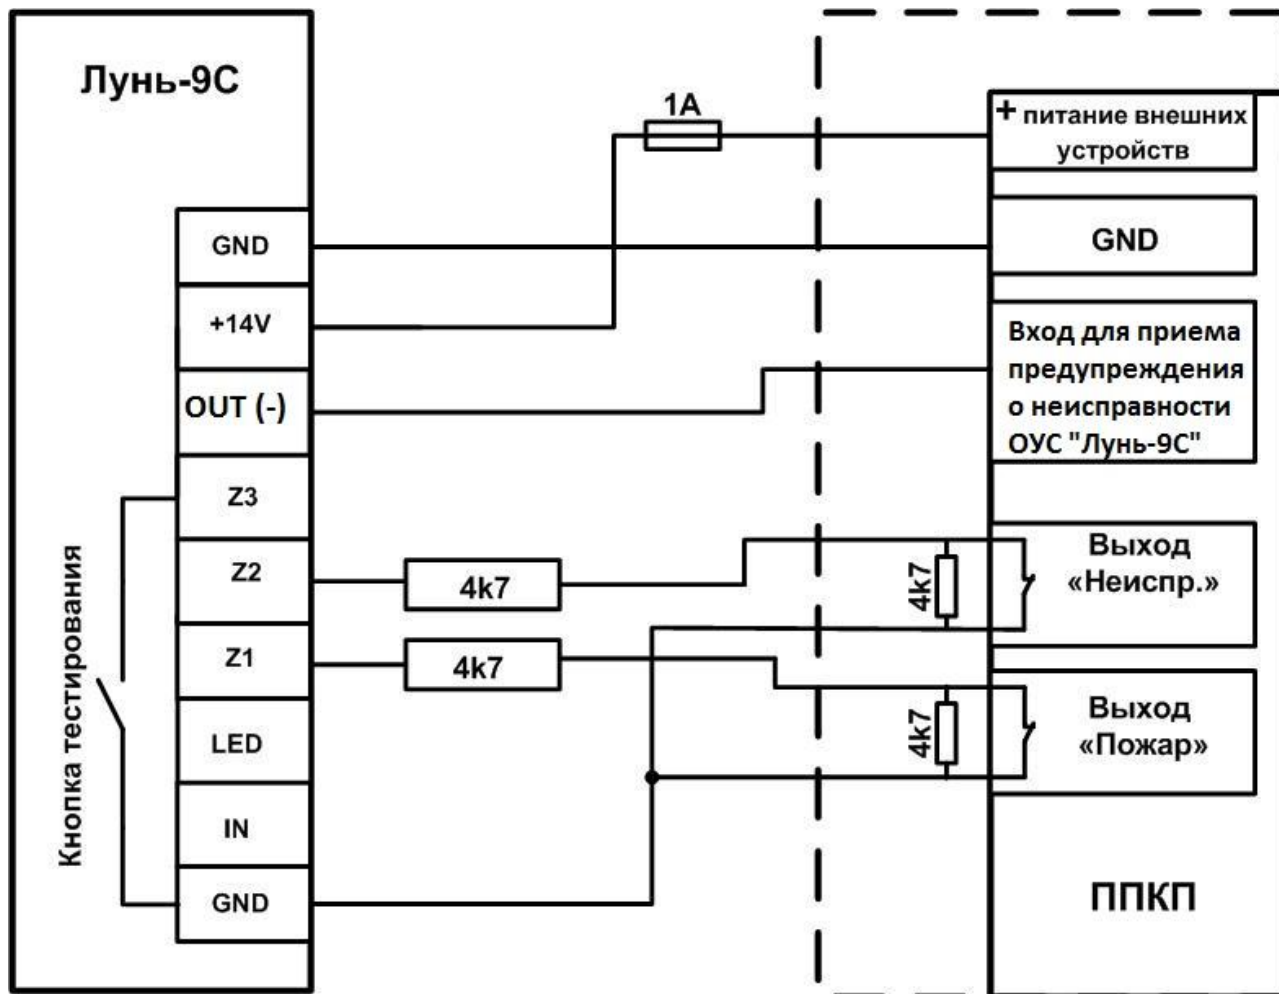 Лунь-9С
1А
+ питание внешних
устройств
GND
GND
+14V
OUT (-)
Z3
Z2
Z1
LED
IN
GND
Кнопка тестирования
4k7
4k7
Вход для приема
предупреждения
о неисправности
ОУС "Лунь-9С"
4k7
Выход
«Неиспр.»
4k7
Выход
«Пожар»
ППКП